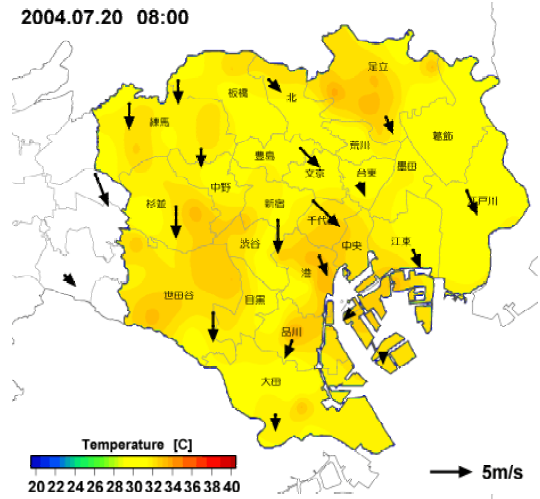 2004.07.20 08:00
足立
板橋
北
練馬
葛飾
荒川
豊島
文京
台東
墨田
中野
杉並
新宿
千代
江戸川
渋谷
中央
江東
港
世田谷
目黒
品川
大田
Temperature [C]
20 22 24 26 28 30 32 34 36 38 40
5m/s